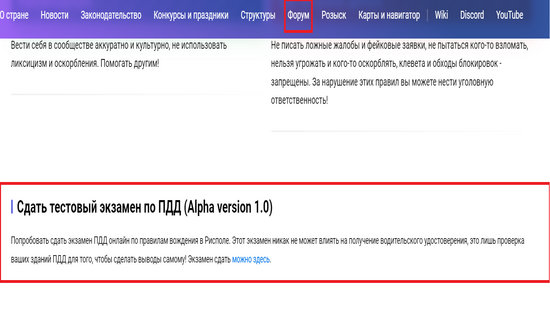 О стране Новости Законодательство Конкурсы и праздники Структуры Форум Розыск Карты и навигатор Wiki Discord YouTube
Вести себя в сообществе аккуратно и культурно, не использовать
ликсицизм и оскорбления. Помогать другим!
Не писать ложные жалобы и фейковые заявки, не пытаться кого-то взломать,
нельзя угрожать и кого-то оскорблять, клевета и обходы блокировок -
запрещены. За нарушение этих правил вы можете нести уголовную
ответственность!
Сдать тестовый экзамен по ПДД (Alpha version 1.0)
Попробовать сдать экзамен ПДД онлайн по правилам вождения в Рисполе. Этот экзамен никак не может влиять на получение водительского удостоверения, это лишь проверка
ваших зданий ПДД для того, чтобы сделать выводы самому! Экзамен сдать можно здесь.